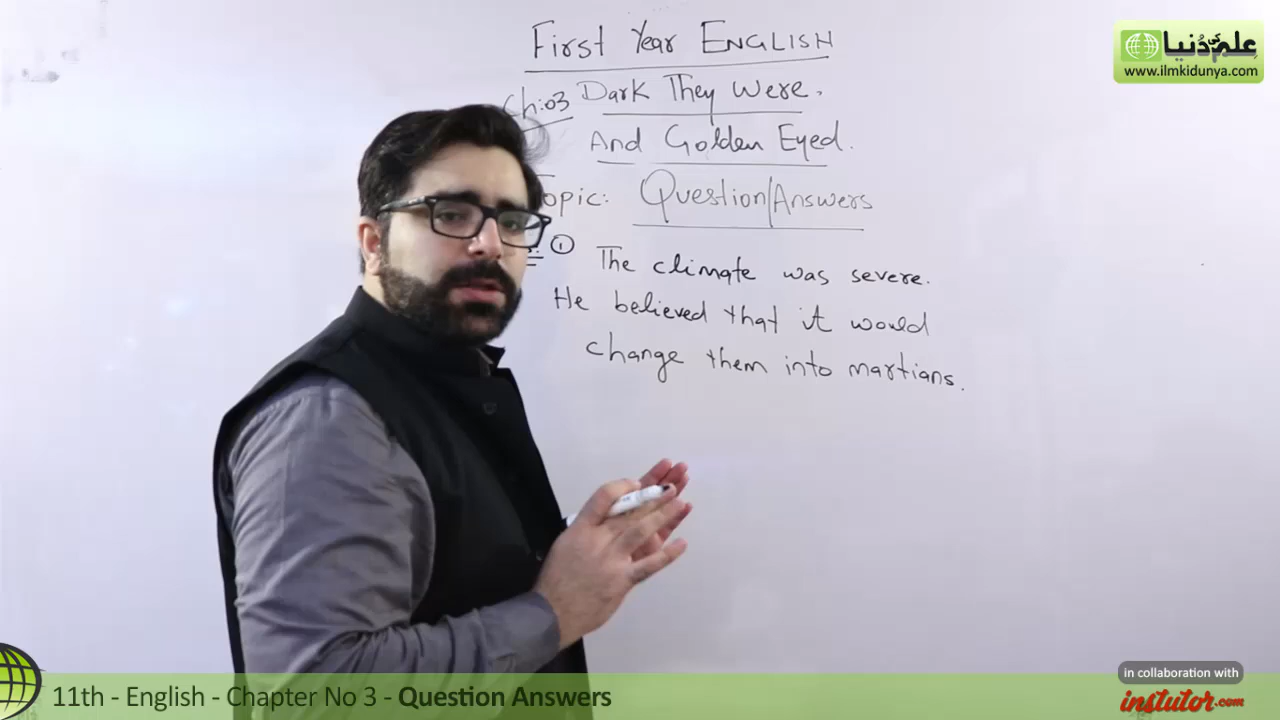 First Year ENGLISH
Ch:03 Dark They Were,
And Golden Eyed.
Topic: Question/Answers
① The climate was severe.
He believed that it would
change them into martians.
علم کی دُنیا
www.ilmkidunya.com
in collaboration with
instutor.com
11th - English - Chapter No 3 - Question Answers